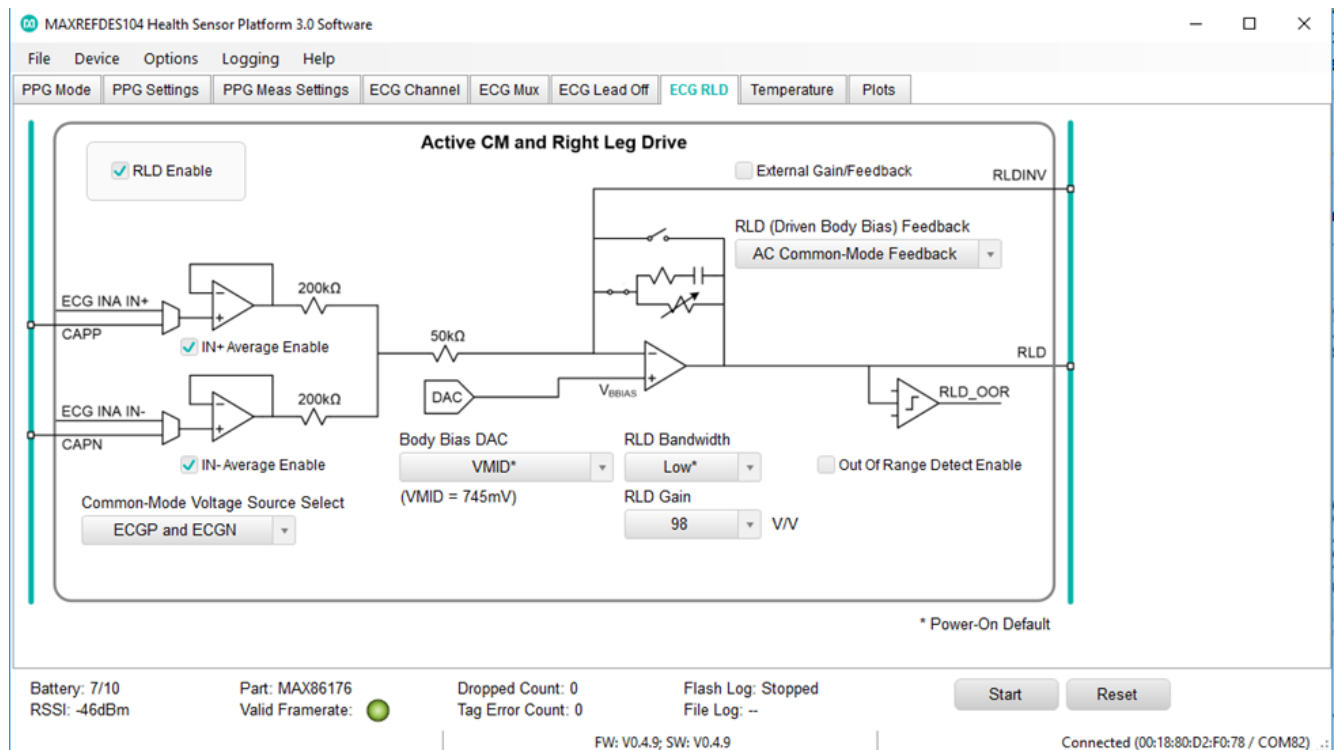 MAXREFDES104 Health Sensor Platform 3.0 Software
File Device Options Logging Help
PPG Mode PPG Settings PPG Meas Settings ECG Channel ECG Mux ECG Lead Off ECG RLD Temperature Plots
Active CM and Right Leg Drive
RLD Enable
External Gain/Feedback
RLDINV
RLD (Driven Body Bias) Feedback
AC Common-Mode Feedback
ECG INA IN+
200kΩ
CAPP
IN+ Average Enable
50kΩ
RLD
ECG INA IN-
200kΩ
DAC
VBBIAS
RLD_OOR
CAPN
IN- Average Enable
Body Bias DAC
RLD Bandwidth
VMID*
Low*
Out Of Range Detect Enable
Common-Mode Voltage Source Select
(VMID = 745mV)
RLD Gain
ECGP and ECGN
98 V/V
* Power-On Default
Battery: 7/10 Part: MAX86176 Dropped Count: 0 Flash Log: Stopped
RSSI: -46dBm Valid Framerate: Tag Error Count: 0 File Log: --
Start Reset
FW: V0.4.9; SW: V0.4.9 Connected (00:18:80:D2:F0:78 / COM82)